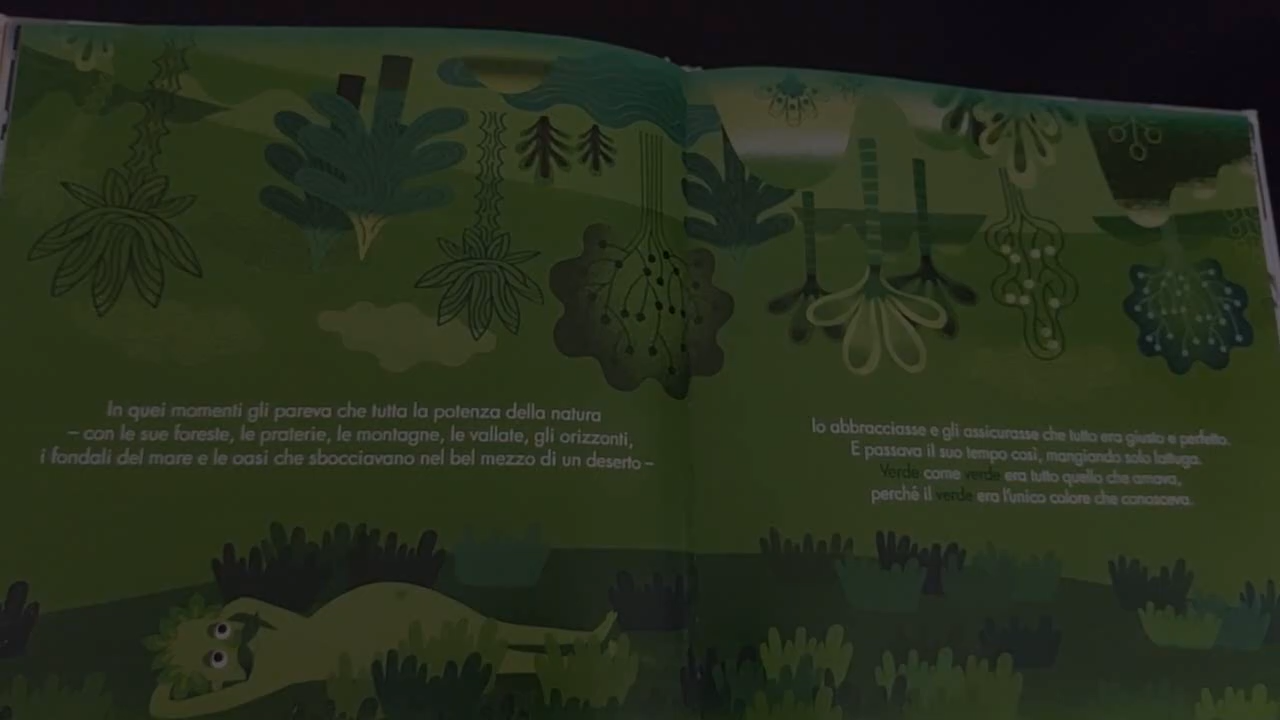 In quei momenti gli pareva che tutta la potenza della natura
– con le sue foreste, le praterie, le montagne, le vallate, gli orizzonti,
i fondali del mare e le oasi che sbocciavano nel bel mezzo di un deserto –
lo abbracciasse e gli assicurasse che tutto era giusto e perfetto.
E passava il suo tempo così, mangiando solo lattuga.
Verde come verde era tutto quello che amava,
perché il verde era l'unico colore che conosceva.